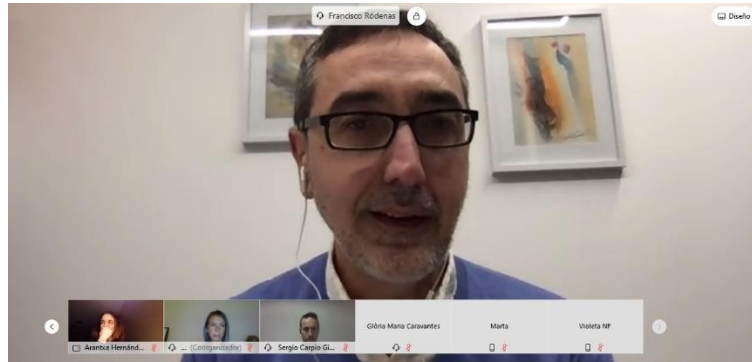 Francisco Ródenas
Diseño
Arantxa Hernánd...
... (Coorganizador)
Sergio Carpio Gi...
Glòria Maria Caravantes
Marta
Violeta NF